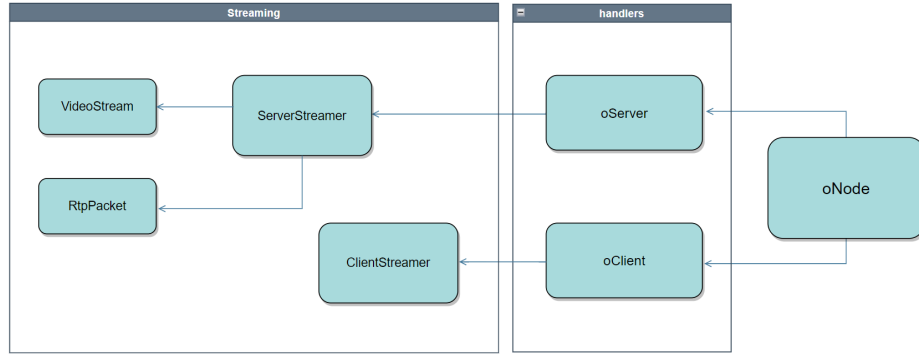 Streaming
handlers
VideoStream
ServerStreamer
oServer
oNode
RtpPacket
ClientStreamer
oClient